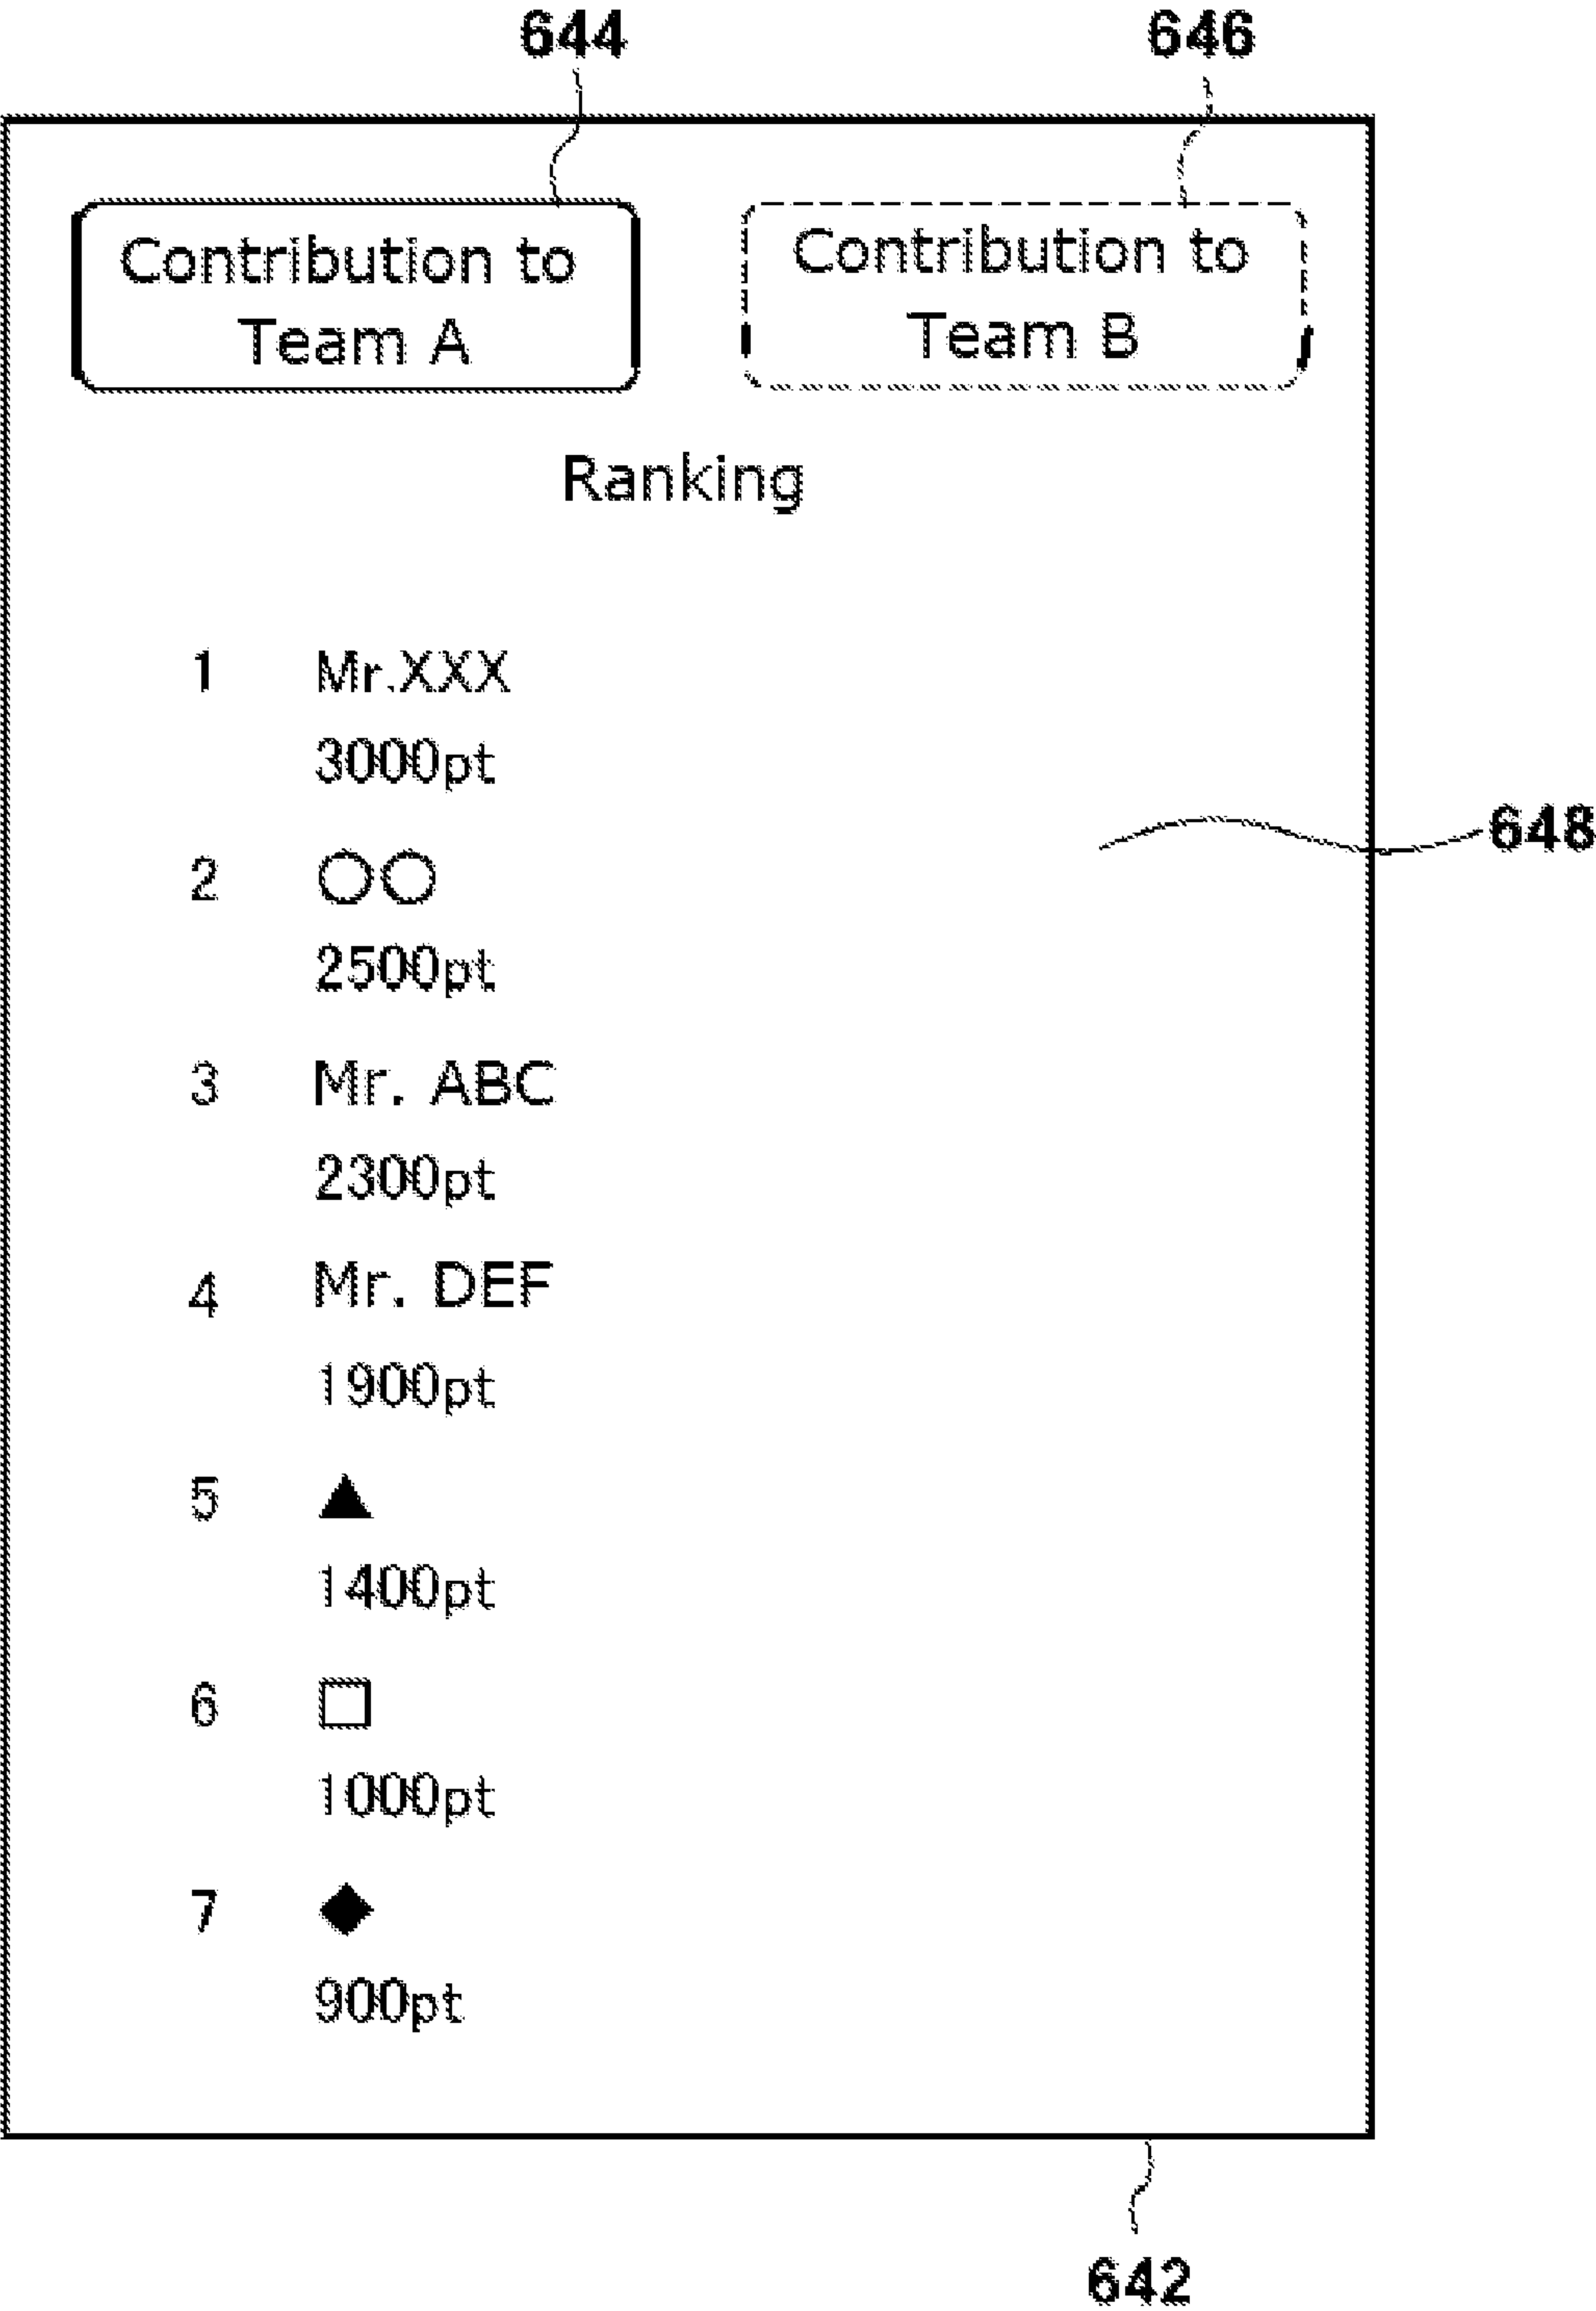 644
646
Contribution to
Team A
Contribution to
Team B
Ranking
1 Mr.XXX
3000pt
648
2 ○○
2500pt
3 Mr. ABC
2300pt
4 Mr. DEF
1900pt
5 ▲
1400pt
6 □
1000pt
7 ◆
900pt
642